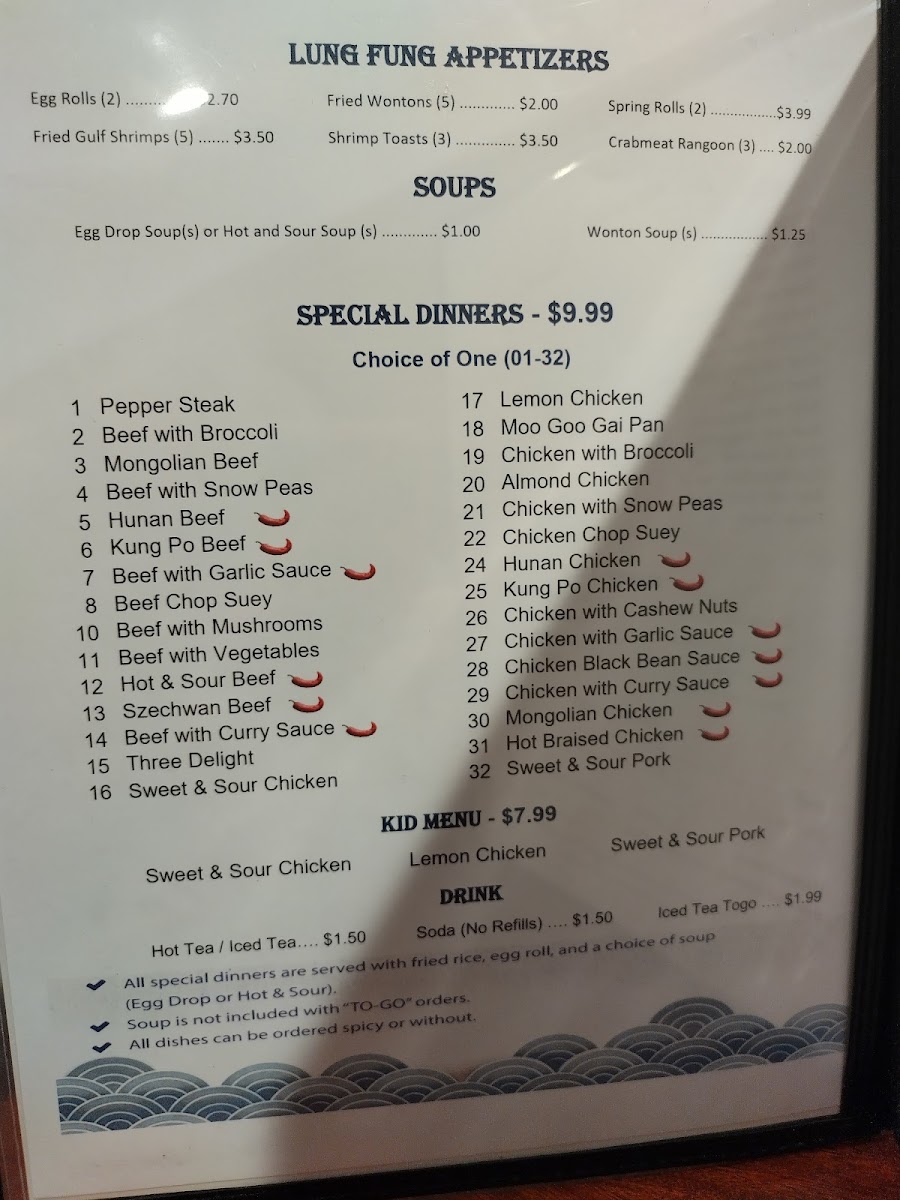 LUNG FUNG APPETIZERS
Egg Rolls (2) .......... 2.70 Fried Wontons (5) ............ $2.00 Spring Rolls (2) .................$3.99
Fried Gulf Shrimps (5) ....... $3.50 Shrimp Toasts (3) .............. $3.50 Crabmeat Rangoon (3) .... $2.00
SOUPS
Egg Drop Soup(s) or Hot and Sour Soup (s) ............. $1.00 Wonton Soup (s) ................. $1.25
SPECIAL DINNERS - $9.99
Choice of One (01-32)
1 Pepper Steak
2 Beef with Broccoli
3 Mongolian Beef
4 Beef with Snow Peas
5 Hunan Beef
6 Kung Po Beef
7 Beef with Garlic Sauce
8 Beef Chop Suey
10 Beef with Mushrooms
11 Beef with Vegetables
12 Hot & Sour Beef
13 Szechwan Beef
14 Beef with Curry Sauce
15 Three Delight
16 Sweet & Sour Chicken
17 Lemon Chicken
18 Moo Goo Gai Pan
19 Chicken with Broccoli
20 Almond Chicken
21 Chicken with Snow Peas
22 Chicken Chop Suey
24 Hunan Chicken
25 Kung Po Chicken
26 Chicken with Cashew Nuts
27 Chicken with Garlic Sauce
28 Chicken Black Bean Sauce
29 Chicken with Curry Sauce
30 Mongolian Chicken
31 Hot Braised Chicken
32 Sweet & Sour Pork
KID MENU - $7.99
Sweet & Sour Chicken Lemon Chicken Sweet & Sour Pork
DRINK
Hot Tea / Iced Tea.... $1.50 Soda (No Refills) .... $1.50 Iced Tea Togo .... $1.99
All special dinners are served with fried rice, egg roll, and a choice of soup
(Egg Drop or Hot & Sour).
Soup is not included with "TO-GO" orders.
All dishes can be ordered spicy or without.